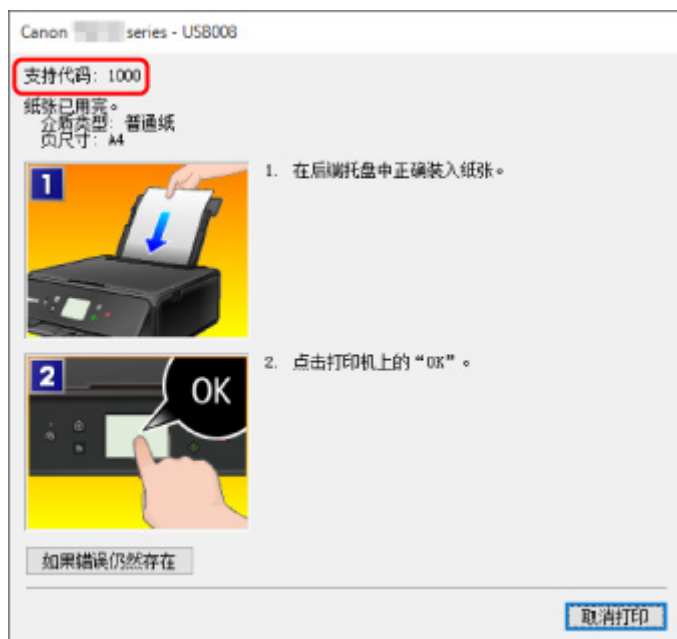 Canon series - USB008
支持代码: 1000
纸张已用完。
介质类型: 普通纸
页尺寸: A4
1
1. 在后端托盘中正确装入纸张。
2
OK
2. 点击打印机上的“OK”。
如果错误仍然存在
取消打印